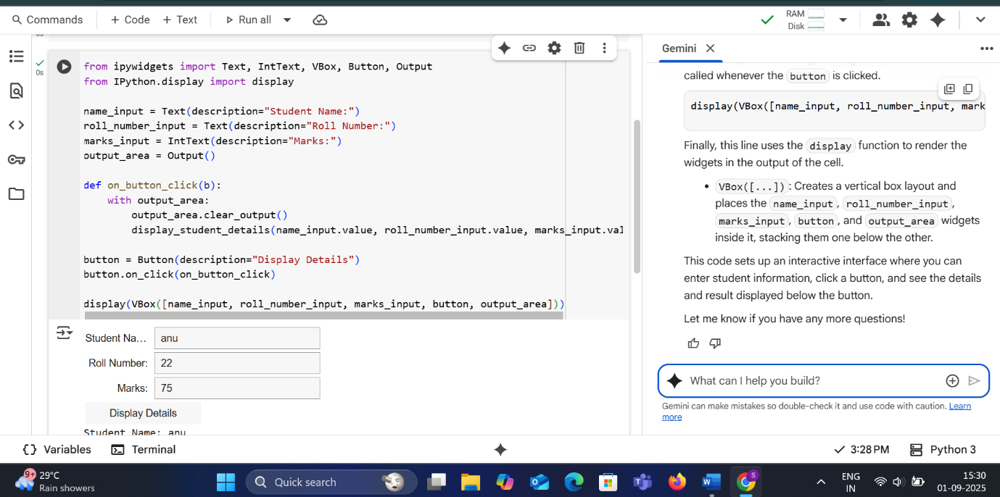 Commands + Code + Text Run all RAM Disk
Gemini
0s
from ipywidgets import Text, IntText, VBox, Button, Output
from IPython.display import display
name_input = Text(description="Student Name:")
roll_number_input = Text(description="Roll Number:")
marks_input = IntText(description="Marks:")
output_area = Output()
def on_button_click(b):
with output_area:
output_area.clear_output()
display_student_details(name_input.value, roll_number_input.value, marks_input.val
button = Button(description="Display Details")
button.on_click(on_button_click)
display(VBox([name_input, roll_number_input, marks_input, button, output_area]))
Student Na... anu
Roll Number: 22
Marks: 75
Display Details
Student Name: anu
called whenever the button is clicked.
display(VBox([name_input, roll_number_input, mark
Finally, this line uses the display function to render the
widgets in the output of the cell.
• VBox([...]): Creates a vertical box layout and
places the name_input, roll_number_input,
marks_input, button, and output_area widgets
inside it, stacking them one below the other.
This code sets up an interactive interface where you can
enter student information, click a button, and see the details
and result displayed below the button.
Let me know if you have any more questions!
What can I help you build?
Gemini can make mistakes so double-check it and use code with caution. Learn
more
{} Variables Terminal 3:28 PM Python 3
9+ 29°C
Rain showers
Quick search
S
ENG
IN
15:30
01-09-2025